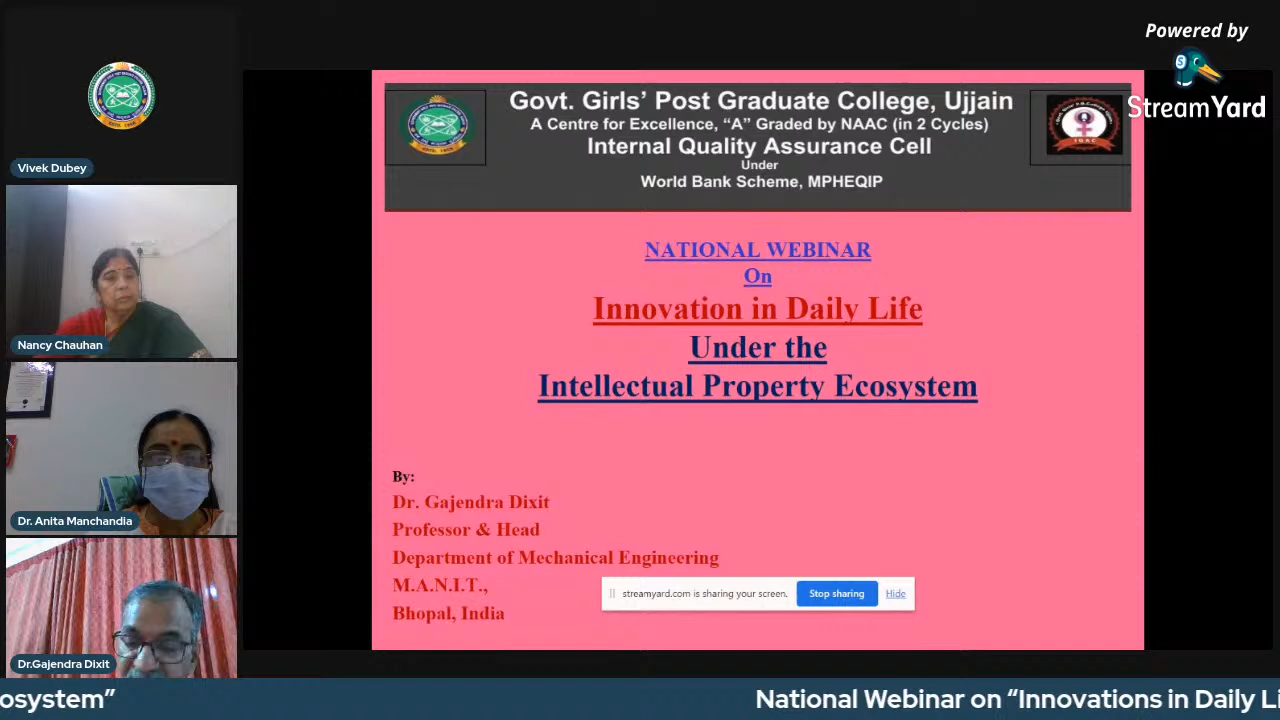 Powered by
StreamYard
Vivek Dubey
Nancy Chauhan
Dr. Anita Manchandia
Dr.Gajendra Dixit
Govt. Girls' Post Graduate College, Ujjain
A Centre for Excellence, "A" Graded by NAAC (in 2 Cycles)
Internal Quality Assurance Cell
Under
World Bank Scheme, MPHEQIP
IQAC
NATIONAL WEBINAR
On
Innovation in Daily Life
Under the
Intellectual Property Ecosystem
By:
Dr. Gajendra Dixit
Professor & Head
Department of Mechanical Engineering
M.A.N.I.T.,
Bhopal, India
streamyard.com is sharing your screen. Stop sharing Hide
osystem” National Webinar on “Innovations in Daily Li